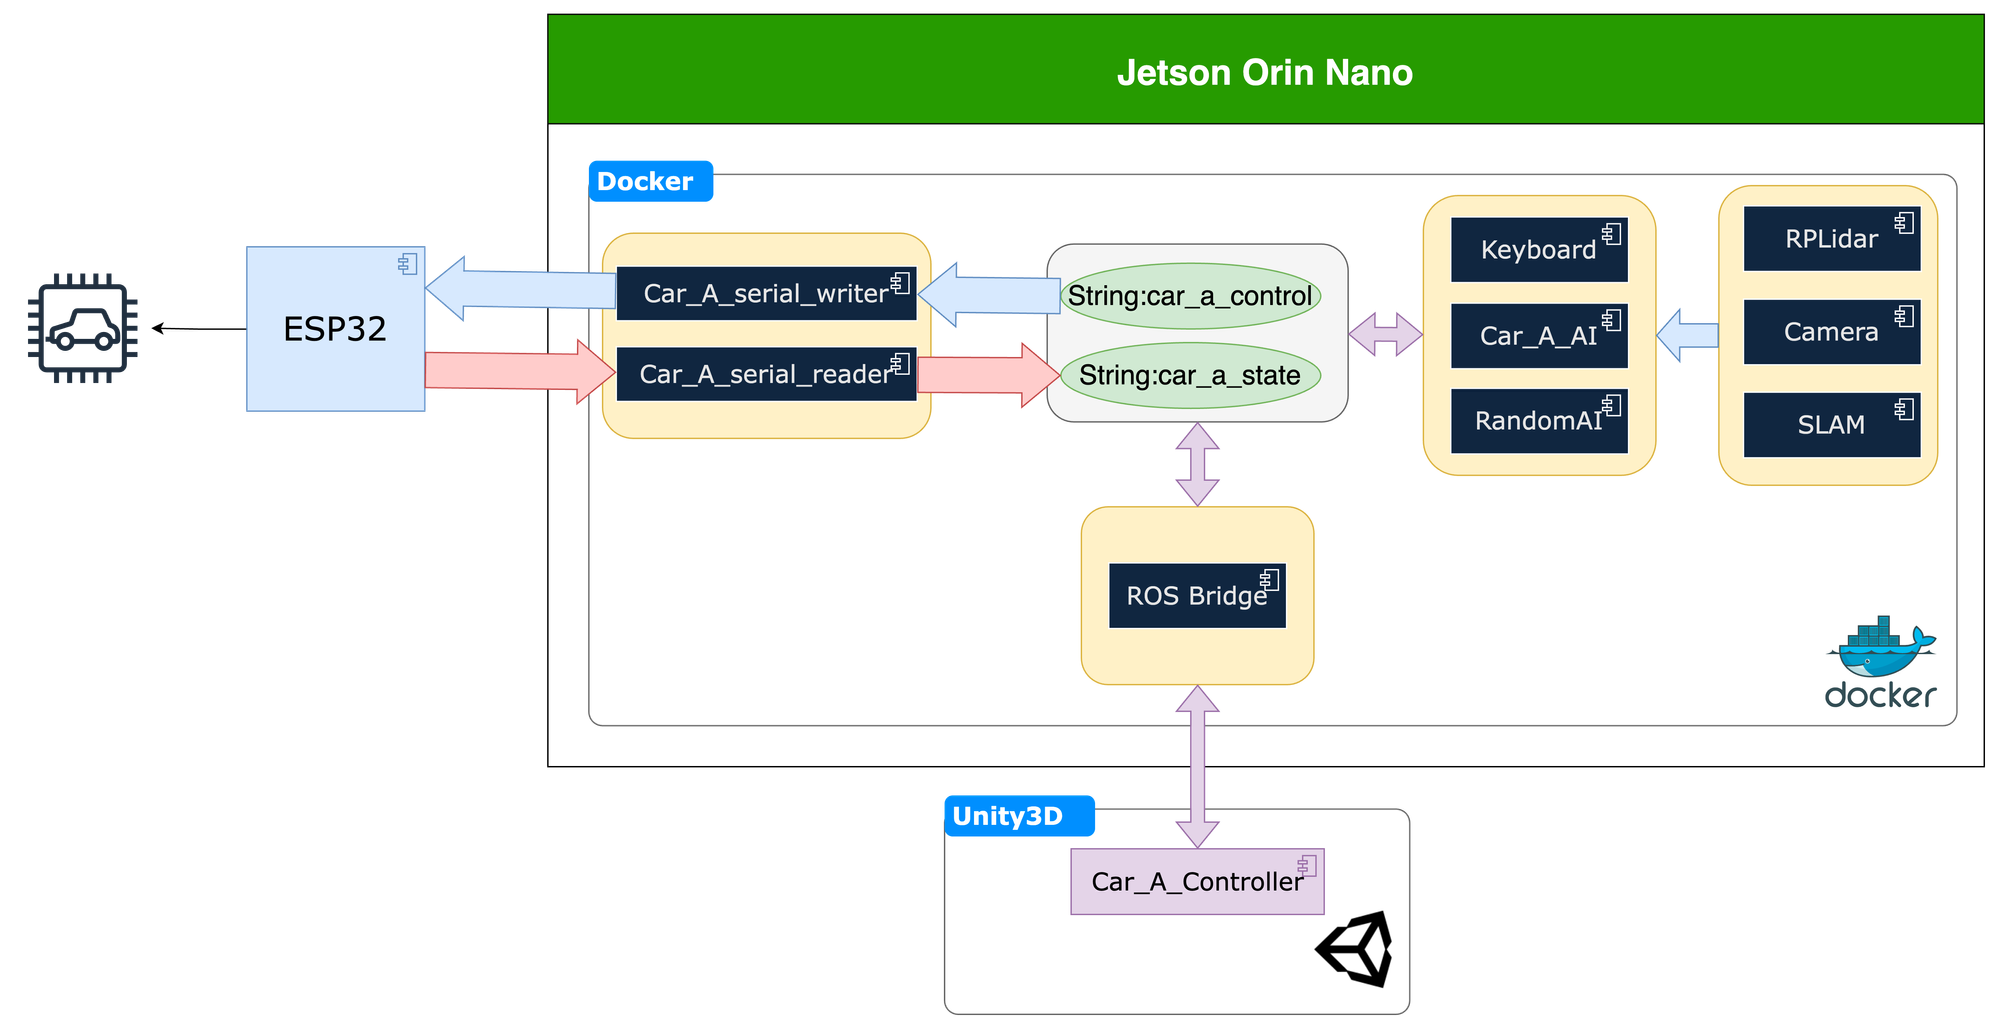 Jetson Orin Nano
Docker
ESP32
Car_A_serial_writer
Car_A_serial_reader
String:car_a_control
String:car_a_state
Keyboard
Car_A_AI
RandomAI
RPLidar
Camera
SLAM
ROS Bridge
docker
Unity3D
Car_A_Controller